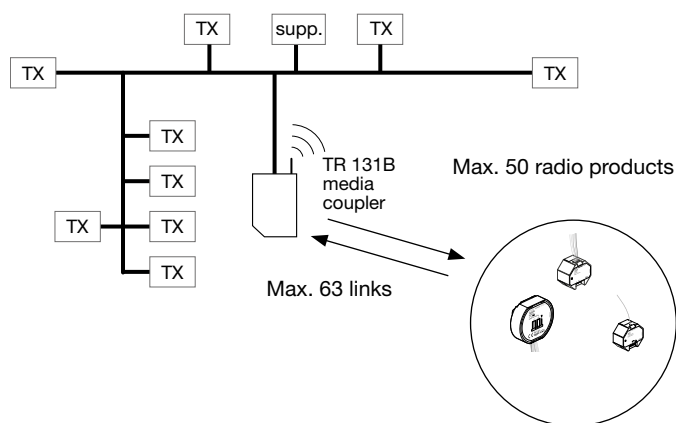 TX
supp.
TX
TX
TX
TX
TX
TX
TX
TX
TX
TR 131B
media
coupler
Max. 50 radio products
Max. 63 links